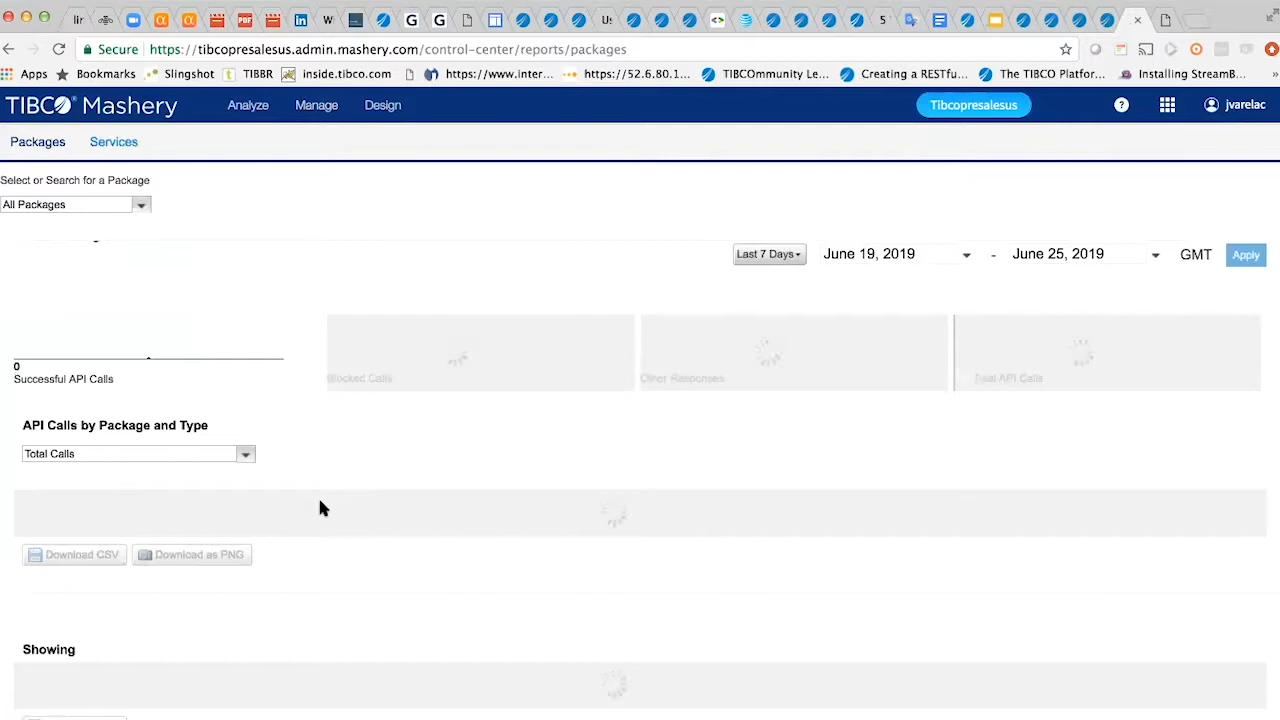 lir
PDF
W
G
G
Us
5
Secure https://tibcopresalesus.admin.mashery.com/control-center/reports/packages
Apps Bookmarks Slingshot TIBBR inside.tibco.com https://www.inter... https://52.6.80.1... TIBCOmmunity Le... Creating a RESTfu... The TIBCO Platfor... Installing StreamB... »
TIBCO Mashery Analyze Manage Design Tibcopresalesus ? jvarelac
Packages Services
Select or Search for a Package
All Packages
Last 7 Days June 19, 2019 - June 25, 2019 GMT Apply
0
Successful API Calls Blocked Calls Other Responses Total API Calls
API Calls by Package and Type
Total Calls
Download CSV Download as PNG
Showing